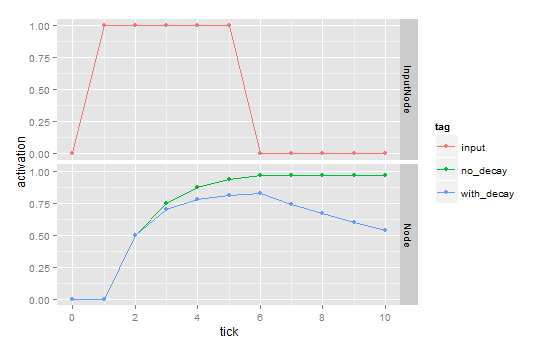 1.00
0.75
0.50
0.25
0.00
InputNode
1.00
0.75
0.50
0.25
0.00
Node
activation
0 2 4 6 8 10
tick
tag
input
no_decay
with_decay